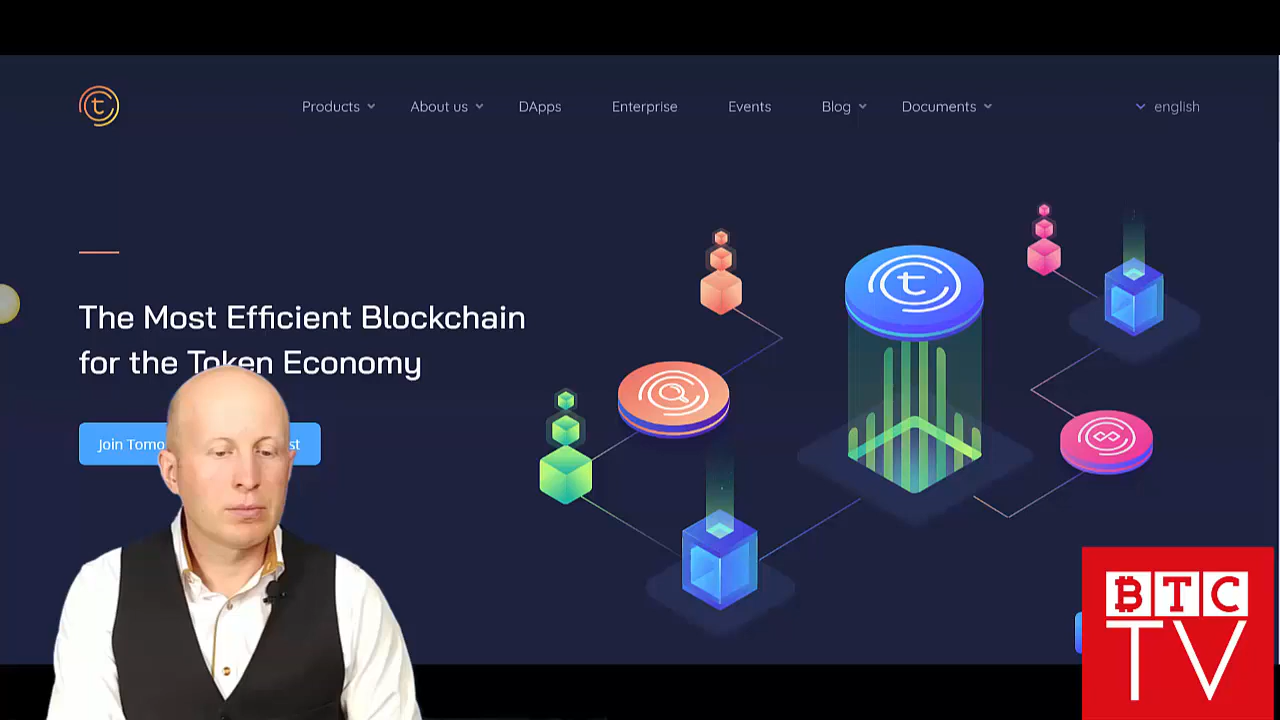 Products
About us
DApps
Enterprise
Events
Blog
Documents
english
The Most Efficient Blockchain
for the Token Economy
Join
BTC
TV